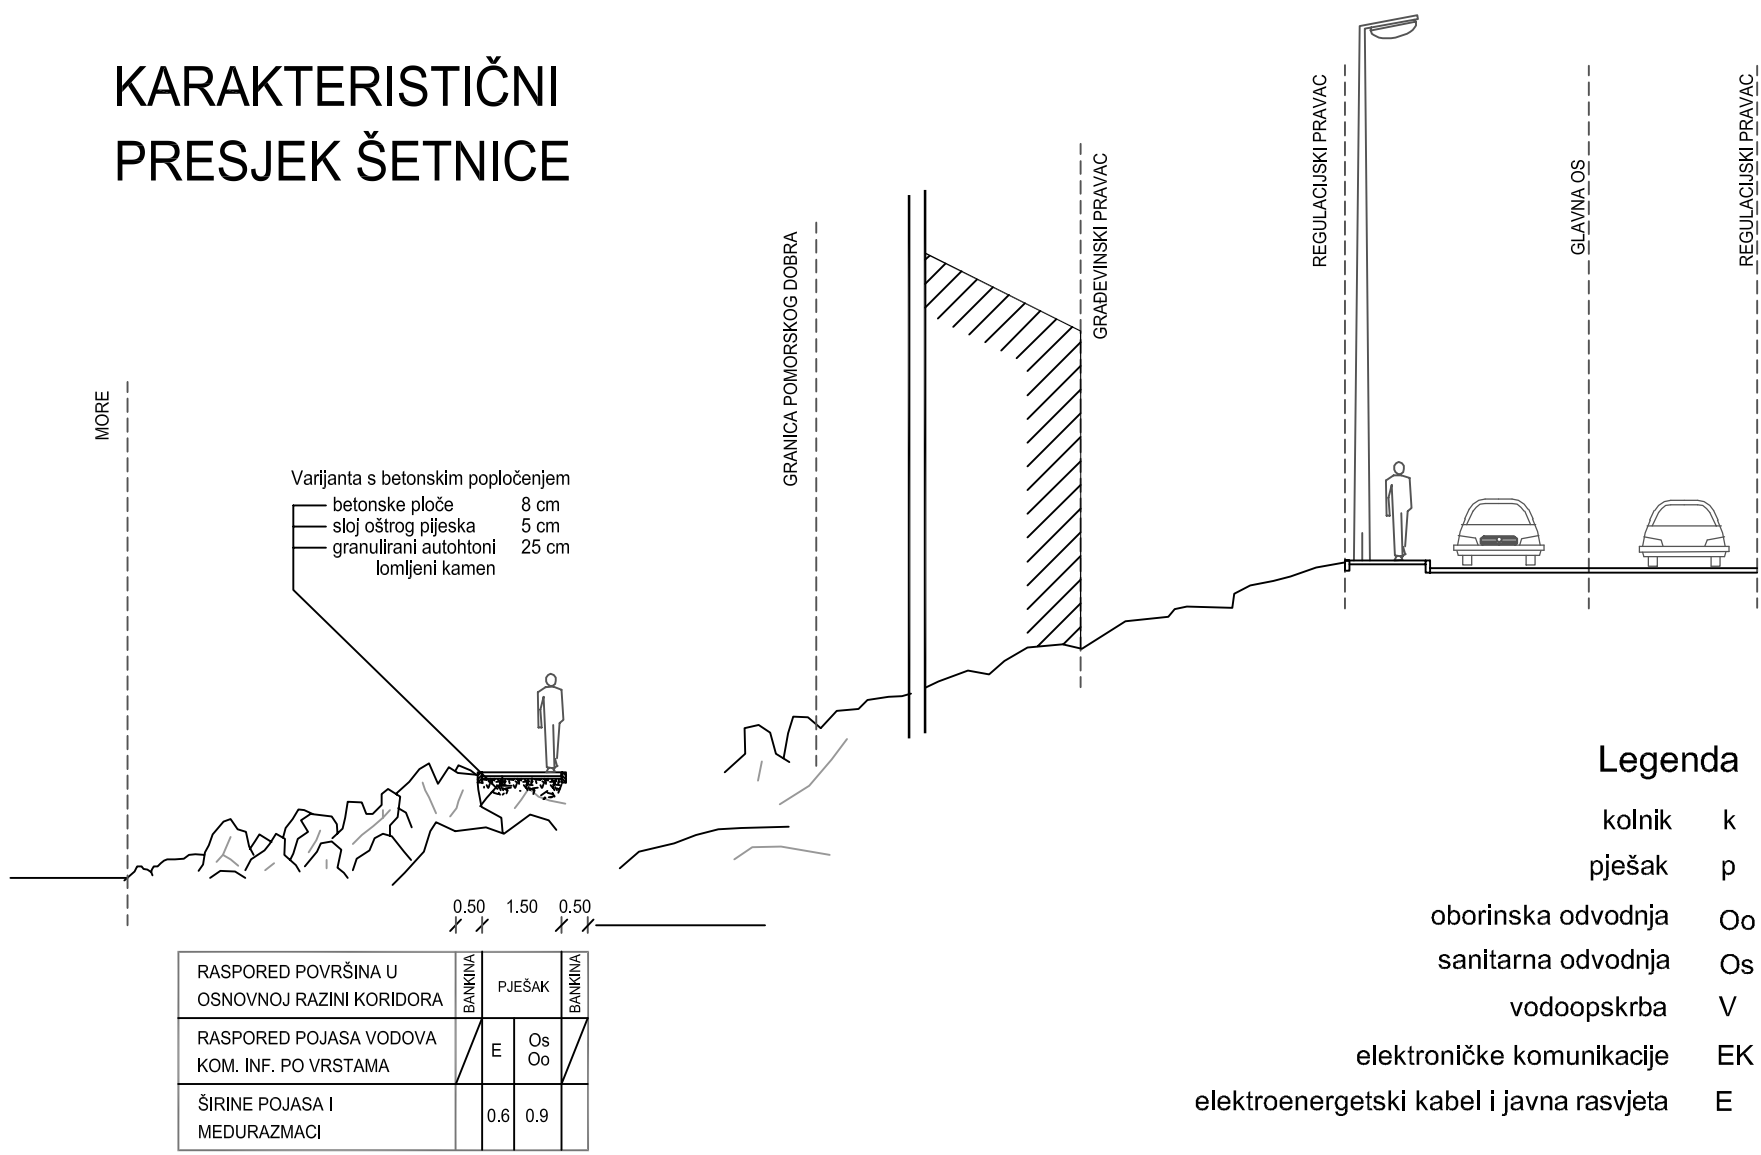 KARAKTERISTIČNI
PRESJEK ŠETNICE
MORE
GRANICA POMORSKOG DOBRA
GRAĐEVINSKI PRAVAC
REGULACIJSKI PRAVAC
GLAVNA OS
REGULACIJSKI PRAVAC
Varijanta s betonskim popločenjem
betonske ploče 8 cm
sloj oštrog pijeska 5 cm
granulirani autohtoni 25 cm
lomljeni kamen
0.50 1.50 0.50
RASPORED POVRŠINA U
OSNOVNOJ RAZINI KORIDORA
BANKINA
PJEŠAK
BANKINA
RASPORED POJASA VODOVA
KOM. INF. PO VRSTAMA
E
Os
Oo
ŠIRINE POJASA I
MEDURAZMACI
0.6 0.9
Legenda
kolnik k
pješak p
oborinska odvodnja Oo
sanitarna odvodnja Os
vodoopskrba V
elektroničke komunikacije EK
elektroenergetski kabel i javna rasvjeta E